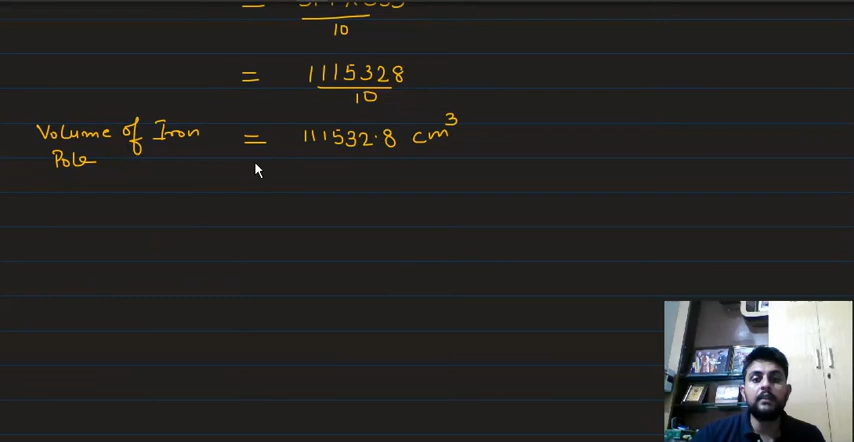 =
10
= 1115328
10
Volume of Iron = 111532.8 cm³
Pole